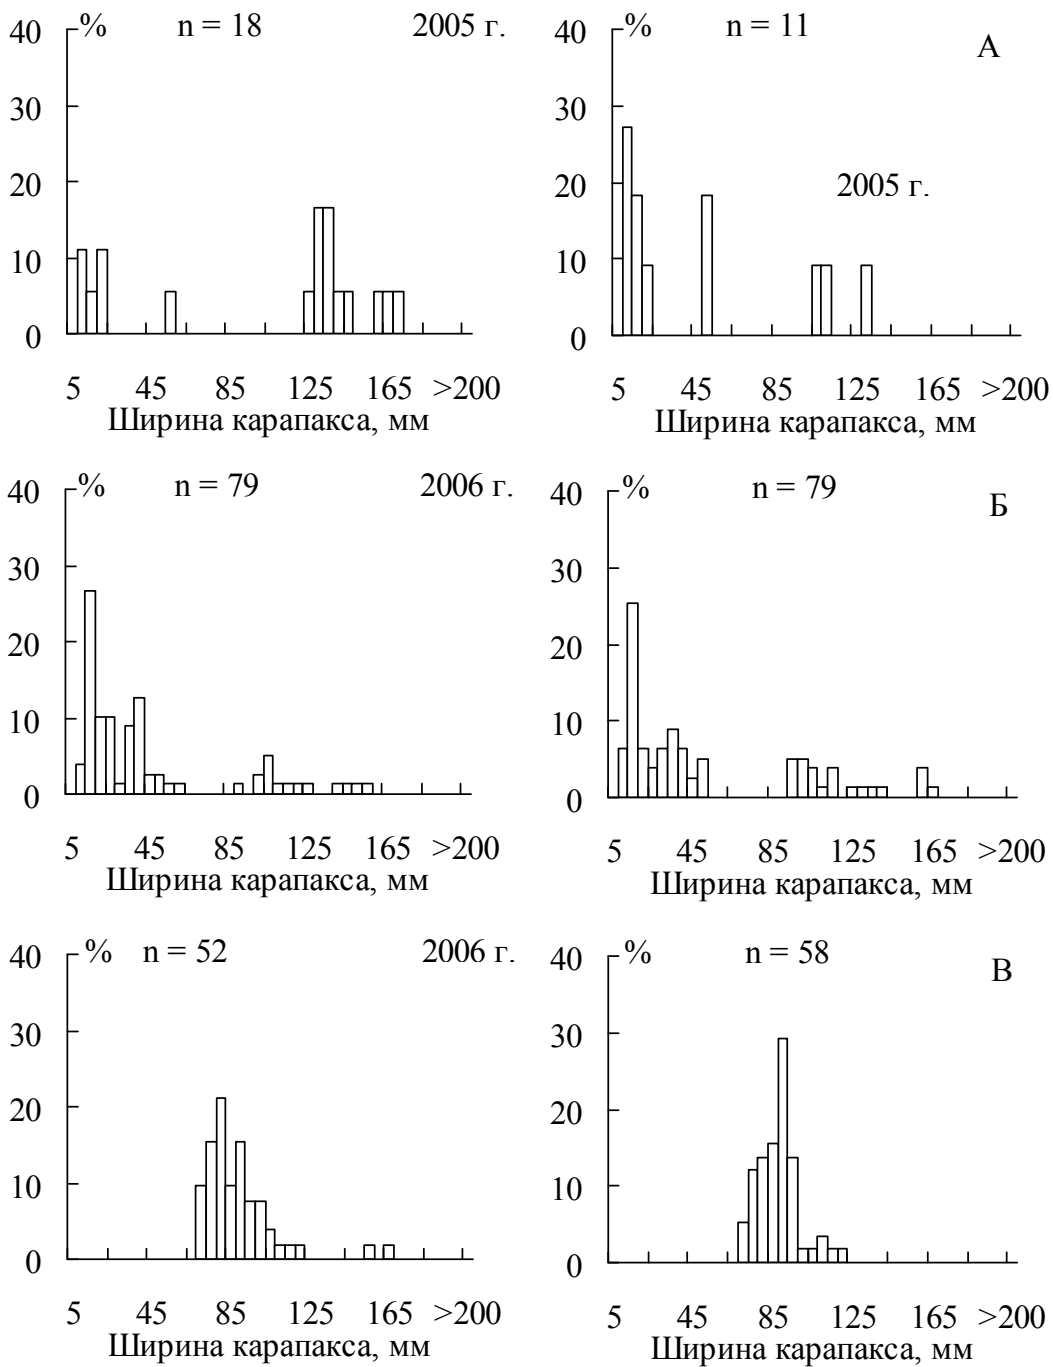 40 % n = 18 2005 г.
30
20
10
0
5 45 85 125 165 >200
Ширина карапакса, мм
40 % n = 11 А
30
20 2005 г.
10
0
5 45 85 125 165 >200
Ширина карапакса, мм
40 % n = 79 2006 г.
30
20
10
0
5 45 85 125 165 >200
Ширина карапакса, мм
40 % n = 79 Б
30
20
10
0
5 45 85 125 165 >200
Ширина карапакса, мм
40 % n = 52 2006 г.
30
20
10
0
5 45 85 125 165 >200
Ширина карапакса, мм
40 % n = 58 В
30
20
10
0
5 45 85 125 165 >200
Ширина карапакса, мм